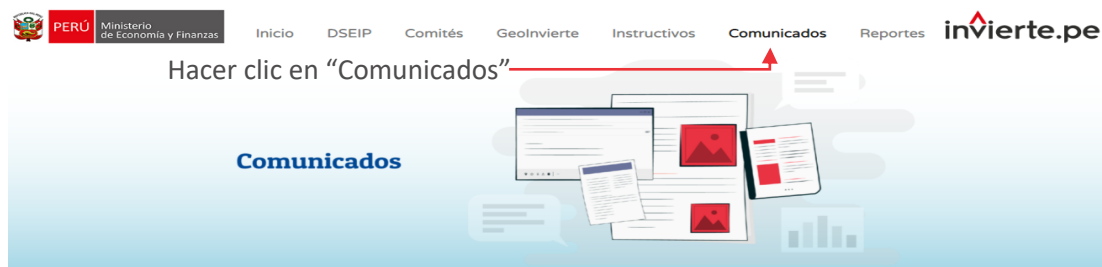 PERÚ
Ministerio
de Economía y Finanzas
Inicio DSEIP Comités GeoInvierte Instructivos Comunicados Reportes
invierte.pe
Hacer clic en “Comunicados”
Comunicados